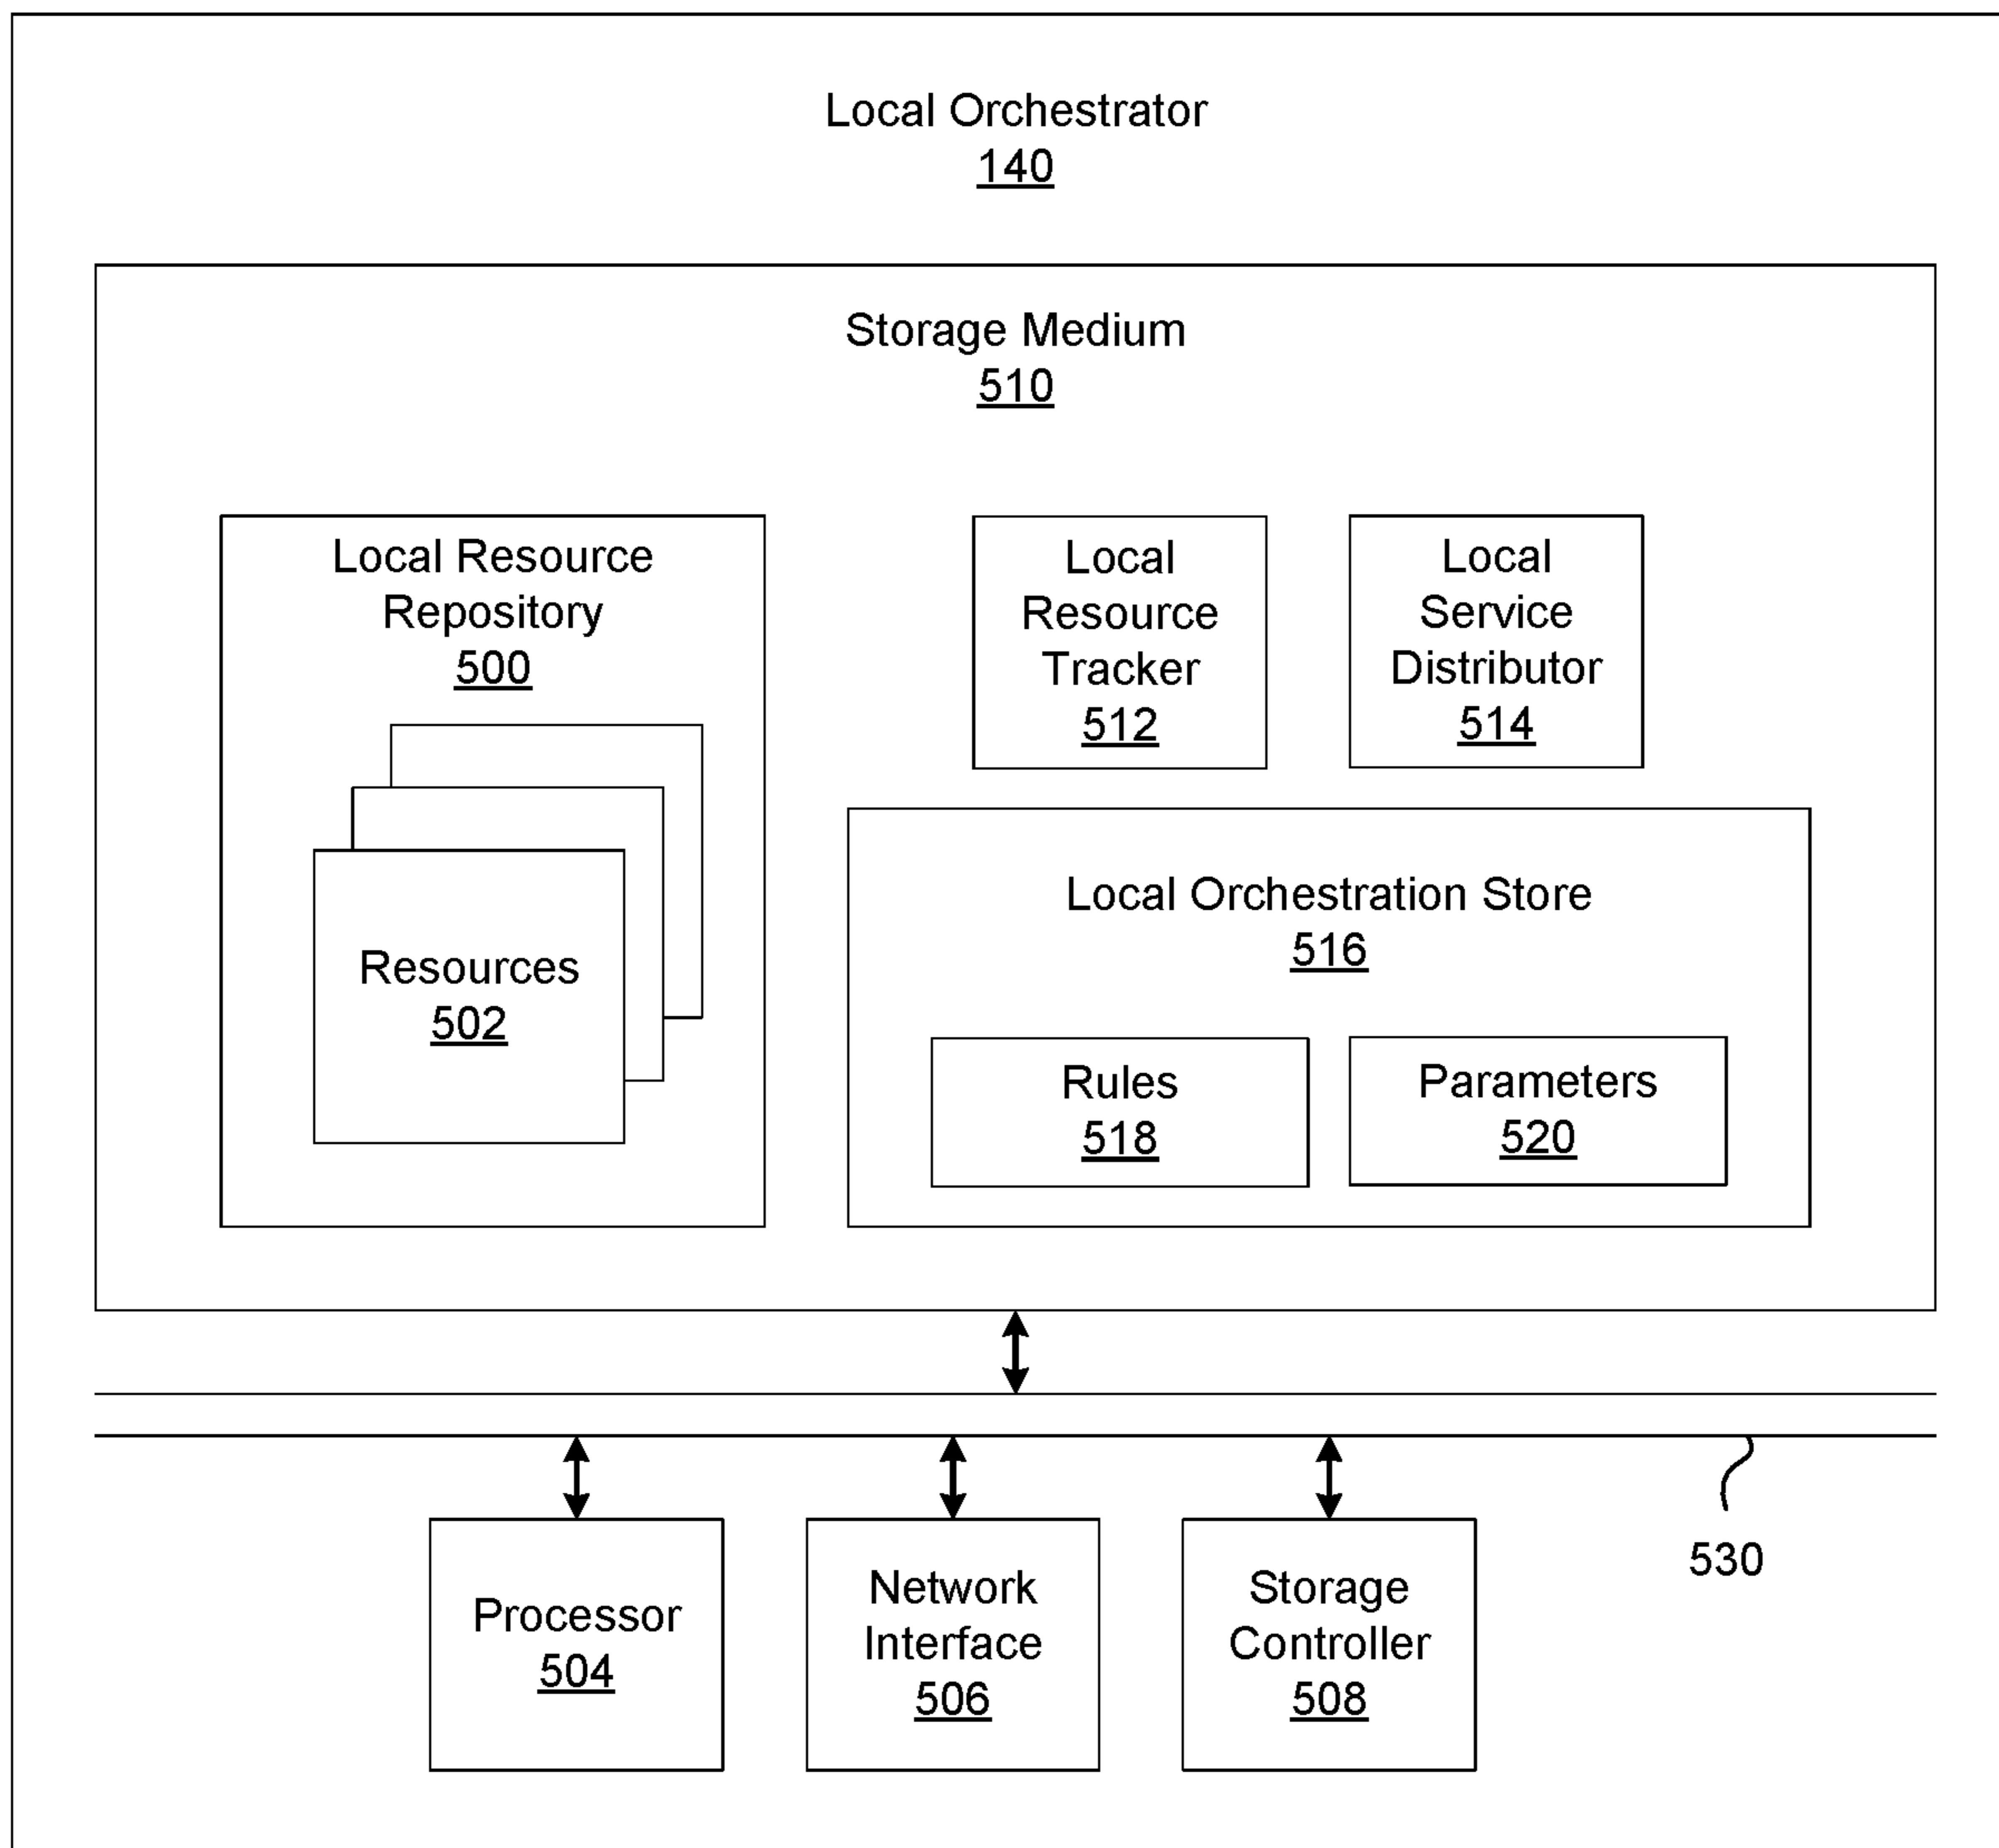 Local Orchestrator
140
Storage Medium
510
Local Resource
Repository
500
Resources
502
Local
Resource
Tracker
512
Local
Service
Distributor
514
Local Orchestration Store
516
Rules
518
Parameters
520
530
Processor
504
Network
Interface
506
Storage
Controller
508